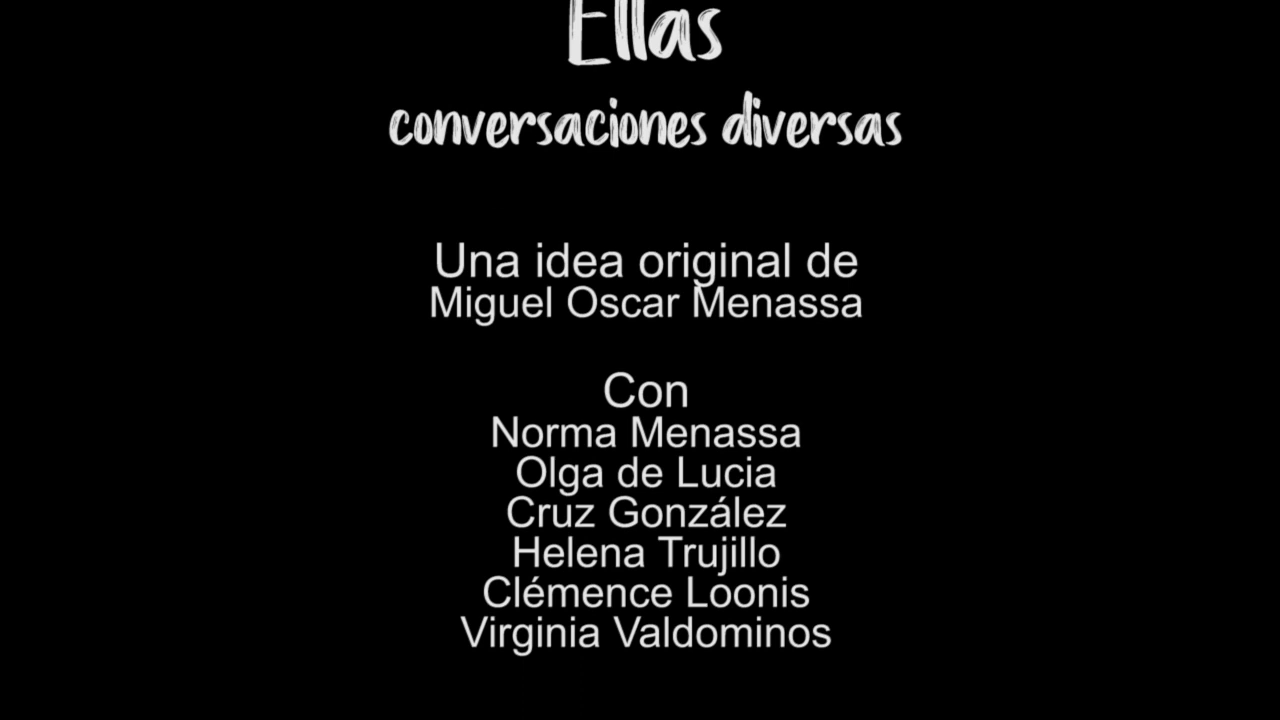 Ellas
conversaciones diversas
Una idea original de
Miguel Oscar Menassa
Con
Norma Menassa
Olga de Lucia
Cruz González
Helena Trujillo
Clémence Loonis
Virginia Valdominos